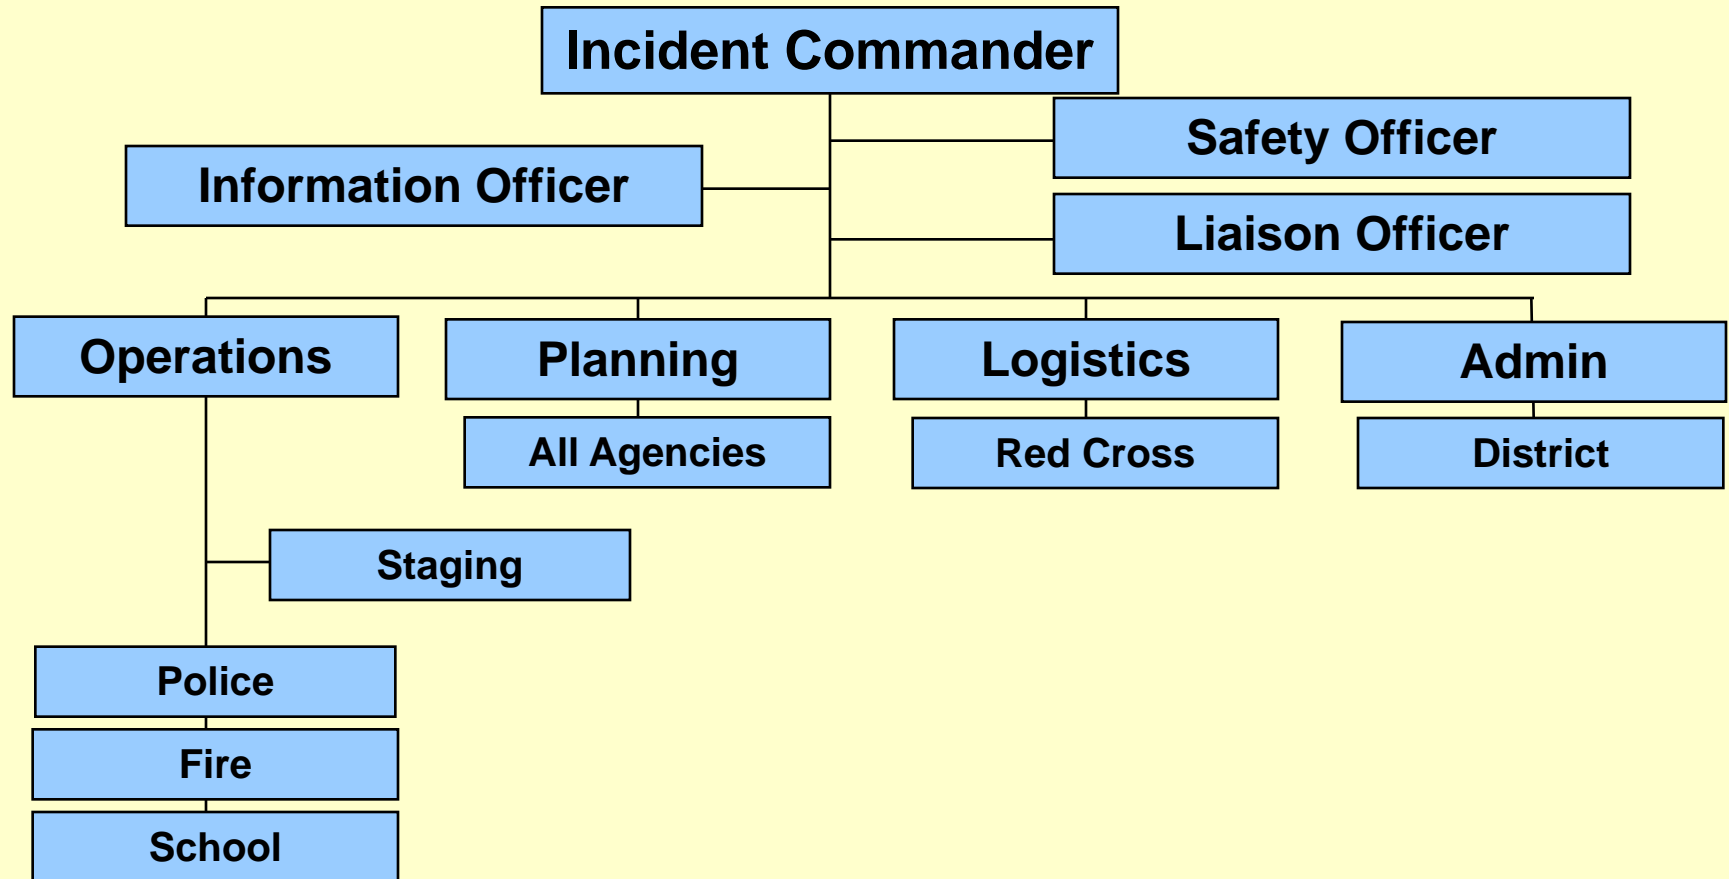 Incident Commander
Safety Officer
Information Officer
Liaison Officer
Operations
Planning
Logistics
Admin
All Agencies
Red Cross
District
Staging
Police
Fire
School